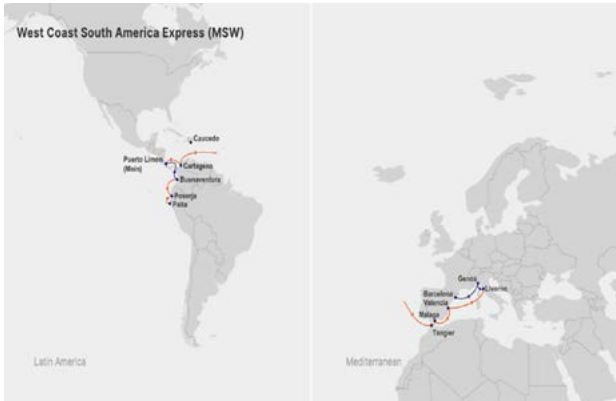 West Coast South America Express (MSW)
Caucedo
Puerto Limon
(Moin)
Cartagena
Buenaventura
Posorja
Paita
Latin America
Genoa
Livorno
Barcelona
Valencia
Malaga
Tangier
Mediterranean